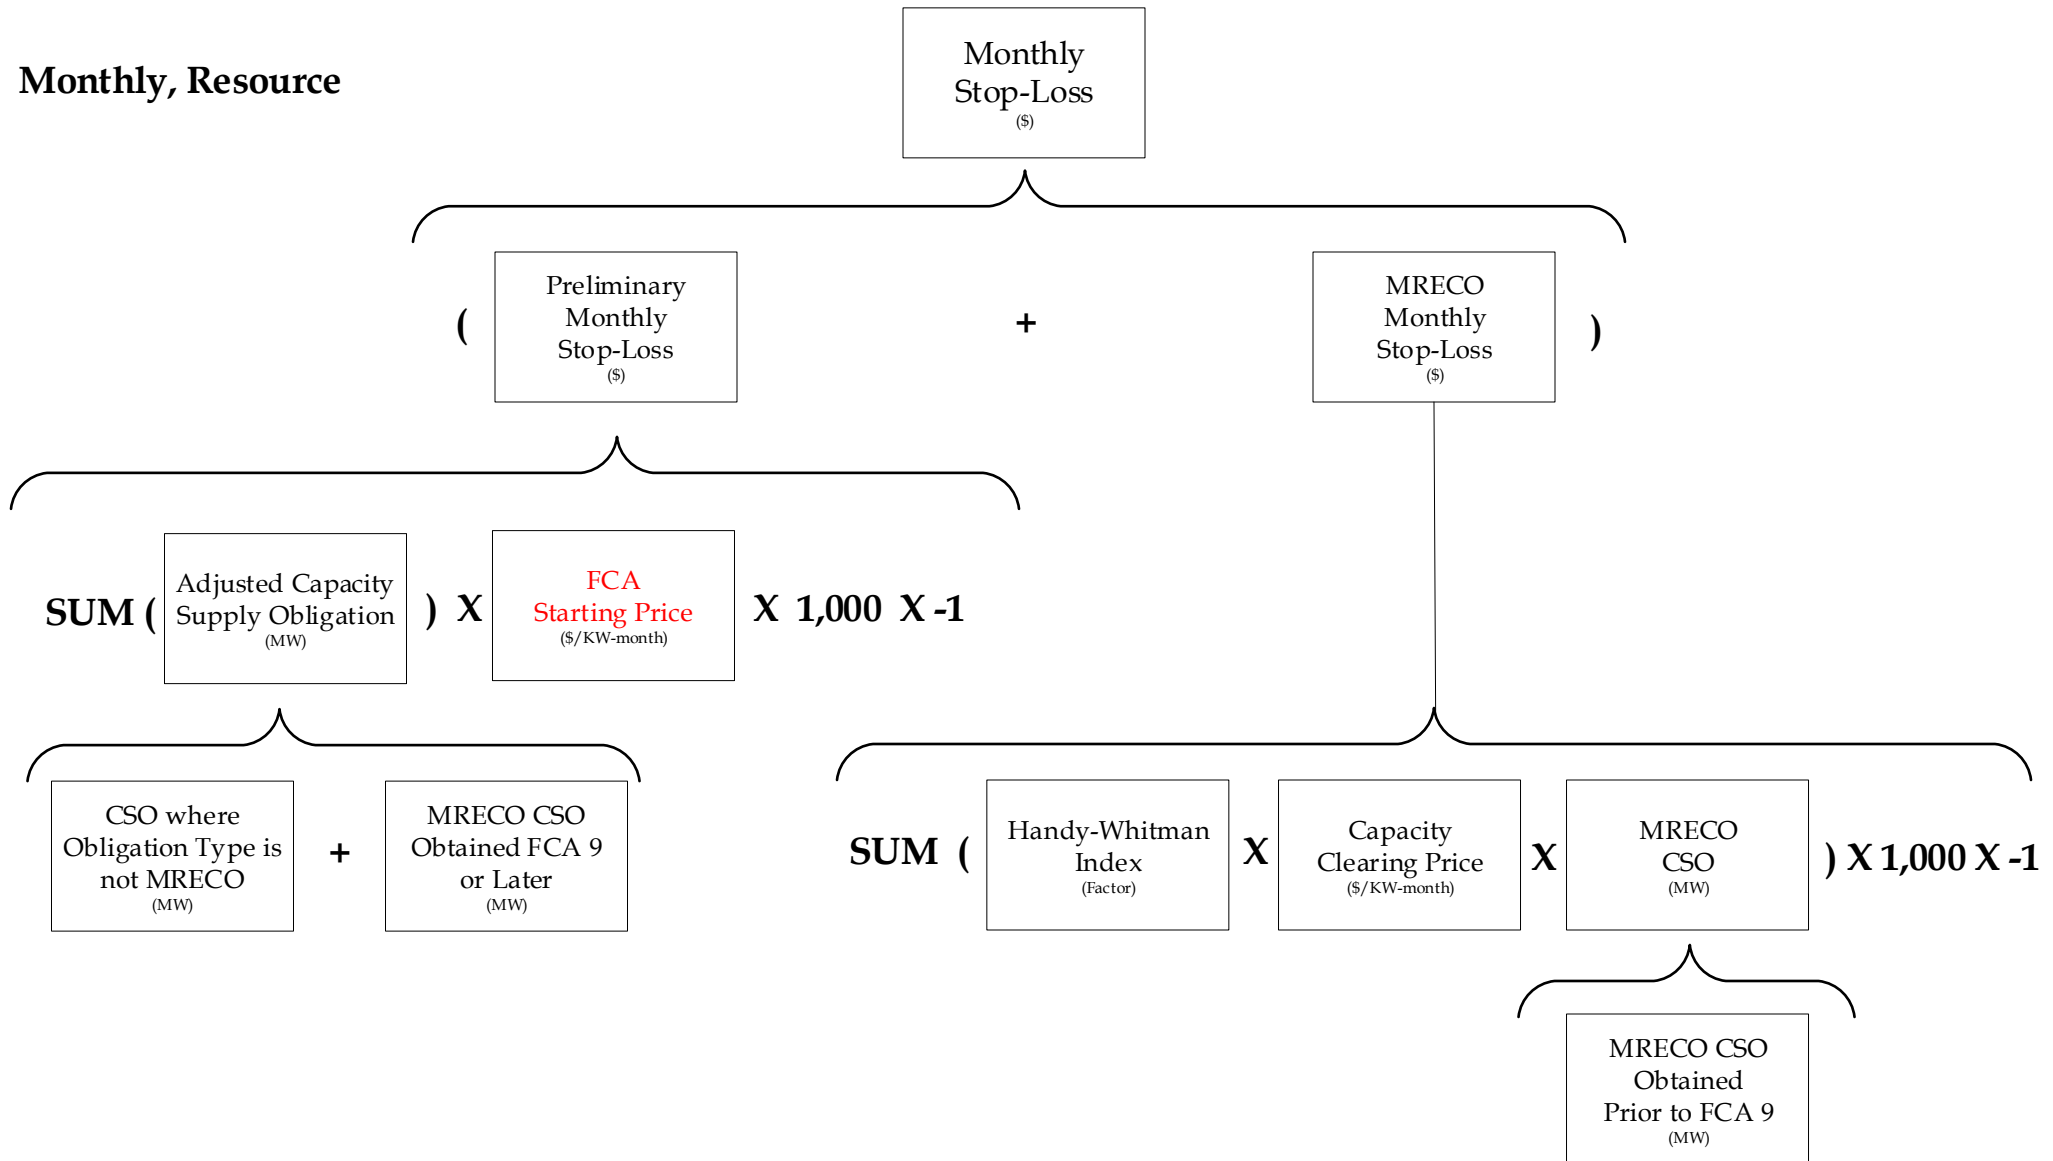 Monthly, Resource
Monthly
Stop-Loss
($)
(
Preliminary
Monthly
Stop-Loss
($)
+
MRECO
Monthly
Stop-Loss
($)
)
SUM (
Adjusted Capacity
Supply Obligation
(MW)
) X
FCA
Starting Price
($/KW-month)
X 1,000 X -1
CSO where
Obligation Type is
not MRECO
(MW)
+
MRECO CSO
Obtained FCA 9
or Later
(MW)
SUM (
Handy-Whitman
Index
(Factor)
X
Capacity
Clearing Price
($/KW-month)
X
MRECO
CSO
(MW)
) X 1,000 X -1
MRECO CSO
Obtained
Prior to FCA 9
(MW)